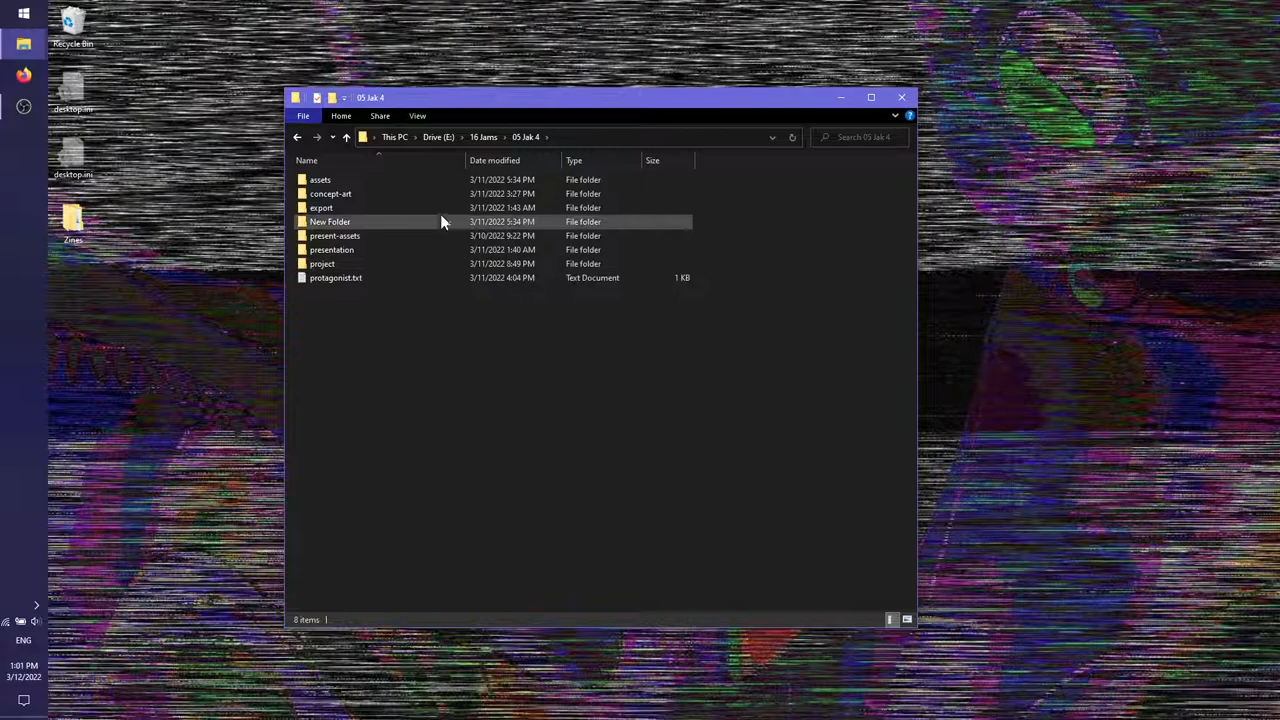 Recycle Bin
desktop.ini
desktop.ini
Zines
05 Jak 4
File Home Share View
This PC Drive (E:) 16 Jams 05 Jak 4
Search 05 Jak 4
Name Date modified Type Size
assets 3/11/2022 5:34 PM File folder
concept-art 3/11/2022 3:27 PM File folder
export 3/11/2022 1:43 AM File folder
New Folder 3/11/2022 5:34 PM File folder
present-assets 3/10/2022 9:22 PM File folder
presentation 3/11/2022 1:40 AM File folder
project 3/11/2022 8:49 PM File folder
protagonist.txt 3/11/2022 4:04 PM Text Document 1 KB
8 items
ENG
1:01 PM
3/12/2022